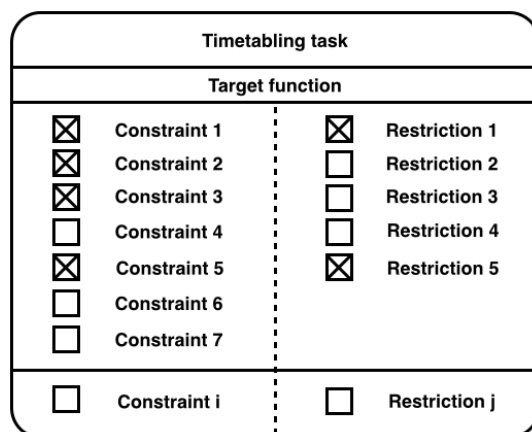 Timetabling task
Target function
Constraint 1
Restriction 1
Constraint 2
Restriction 2
Constraint 3
Restriction 3
Constraint 4
Restriction 4
Constraint 5
Restriction 5
Constraint 6
Constraint 7
Constraint i
Restriction j